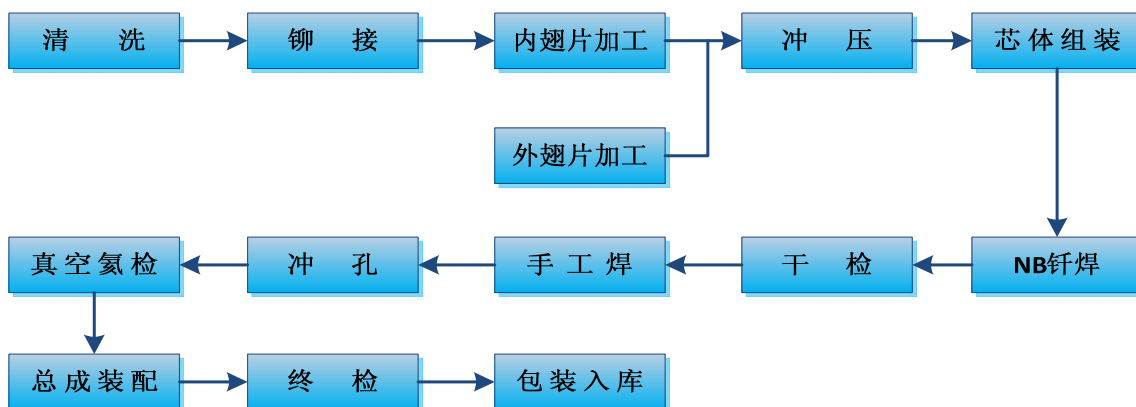 清洗
铆接
内翅片加工
冲压
芯体组装
外翅片加工
真空氦检
冲孔
手工焊
干检
NB钎焊
总成装配
终检
包装入库